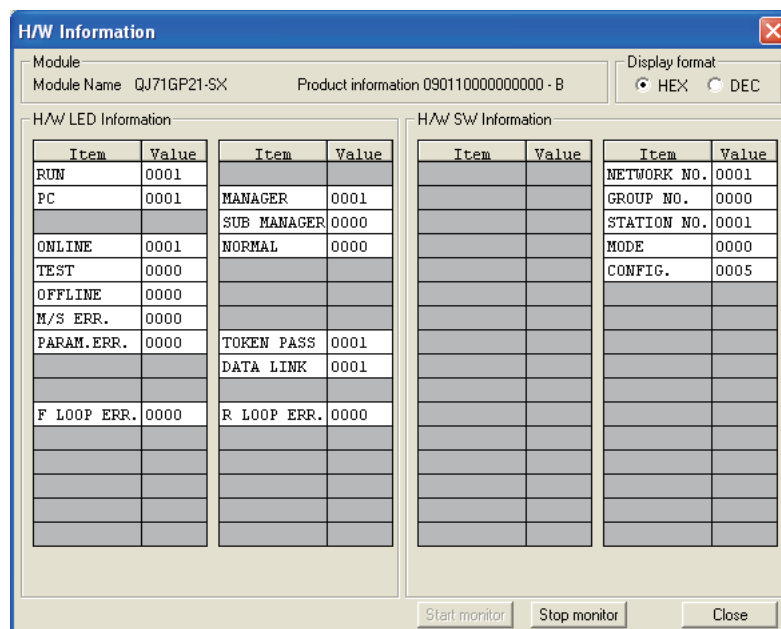 H/W Information
Module
Module Name QJ71GP21-SX Product information 090110000000000 - B
Display format
HEX DEC
H/W LED Information
Item Value Item Value
RUN 0001
PC 0001 MANAGER 0001
SUB MANAGER 0000
ONLINE 0001 NORMAL 0000
TEST 0000
OFFLINE 0000
M/S ERR. 0000
PARAM.ERR. 0000 TOKEN PASS 0001
DATA LINK 0001
F LOOP ERR. 0000 R LOOP ERR. 0000
H/W SW Information
Item Value Item Value
NETWORK NO. 0001
GROUP NO. 0000
STATION NO. 0001
MODE 0000
CONFIG. 0005
Start monitor Stop monitor Close